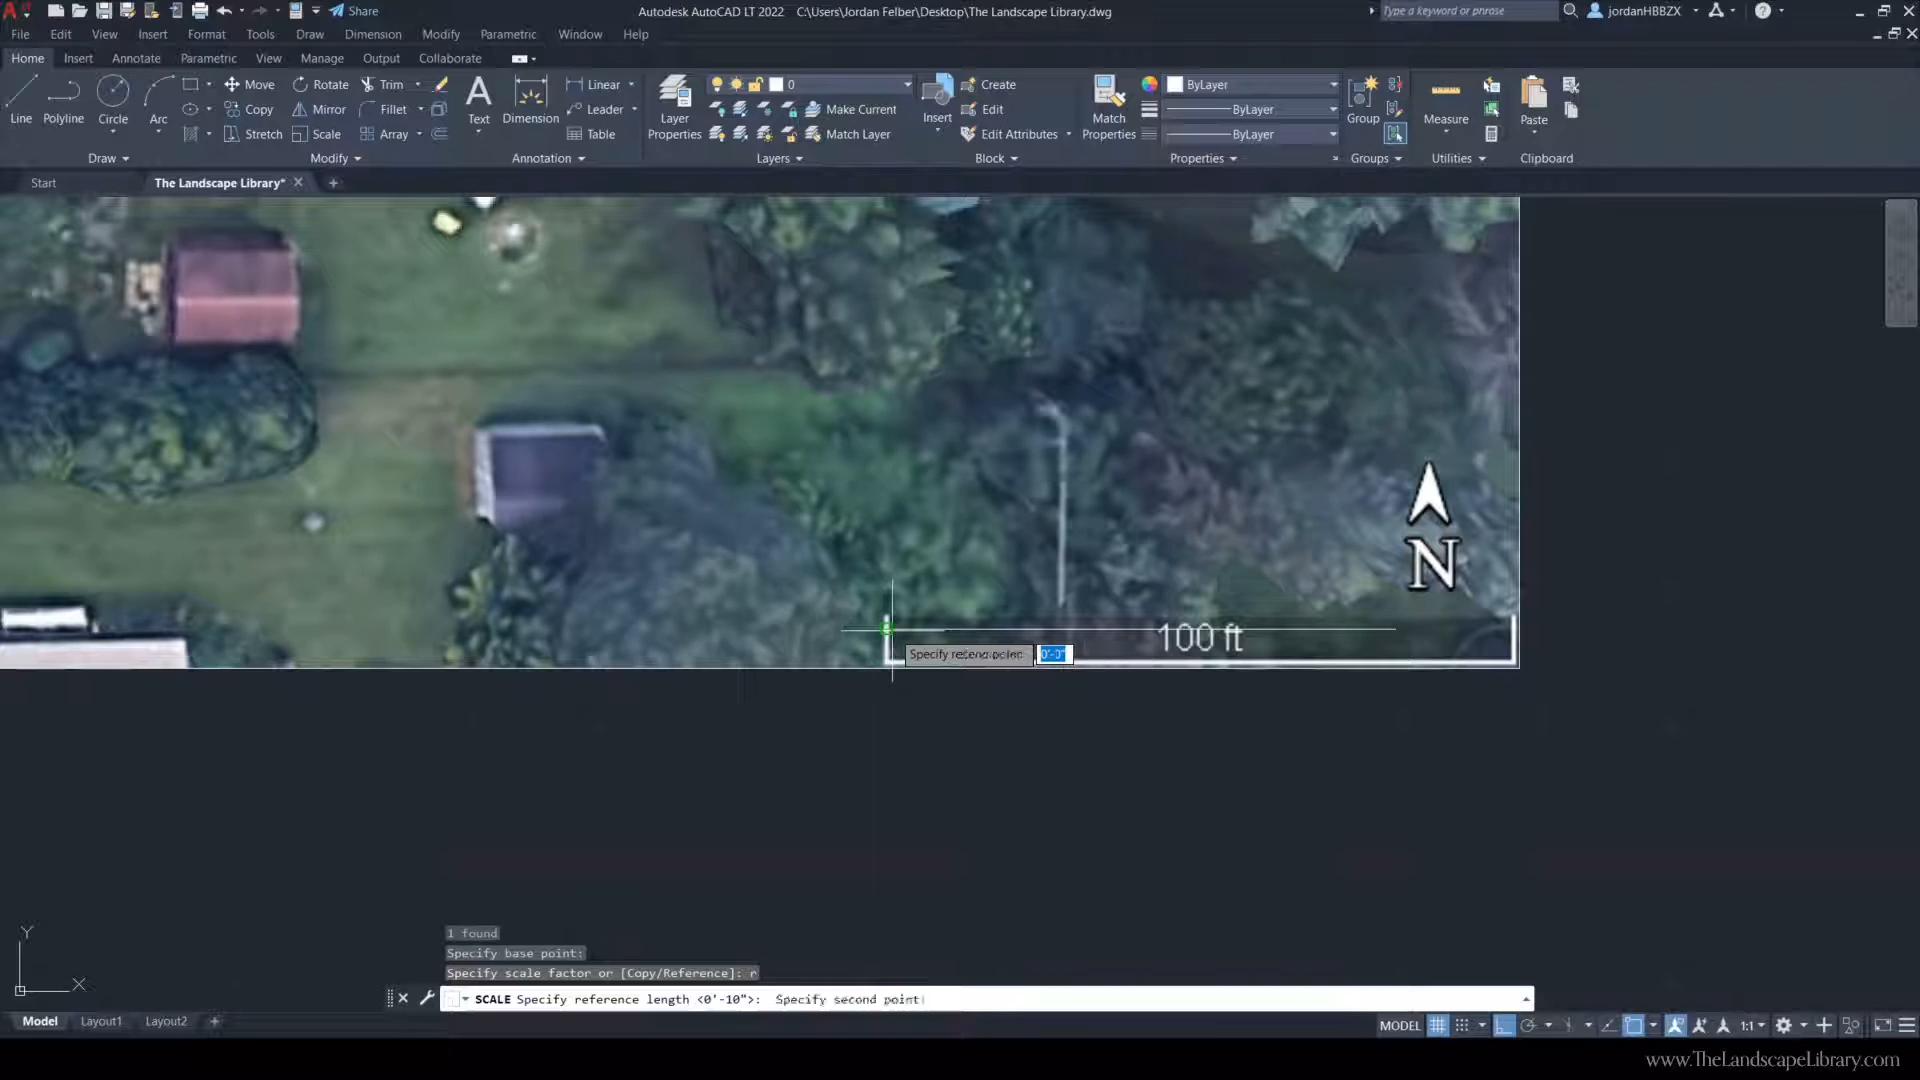 Share
Autodesk AutoCAD LT 2022 C:\Users\Jordan Felber\Desktop\The Landscape Library.dwg
Type a keyword or phrase
jordanHBBZX
File Edit View Insert Format Tools Draw Dimension Modify Parametric Window Help
Home Insert Annotate Parametric View Manage Output Collaborate
Line Polyline Circle Arc
Move Rotate Trim
Copy Mirror Fillet
Stretch Scale Array
Text Dimension
Linear
Leader
Table
Layer Properties
0
Make Current
Match Layer
Insert
Create
Edit
Edit Attributes
Match Properties
ByLayer
ByLayer
ByLayer
Group
Measure
Paste
Draw Modify Annotation Layers Block Properties Groups Utilities Clipboard
Start The Landscape Library*
N
100 ft
Specify 0'-0"
1 found
Specify base point:
Specify scale factor or [Copy/Reference]: r
SCALE Specify reference length <0'-10">: Specify second point:
Y
X
Model Layout1 Layout2
MODEL 1:1
www.TheLandscapeLibrary.com